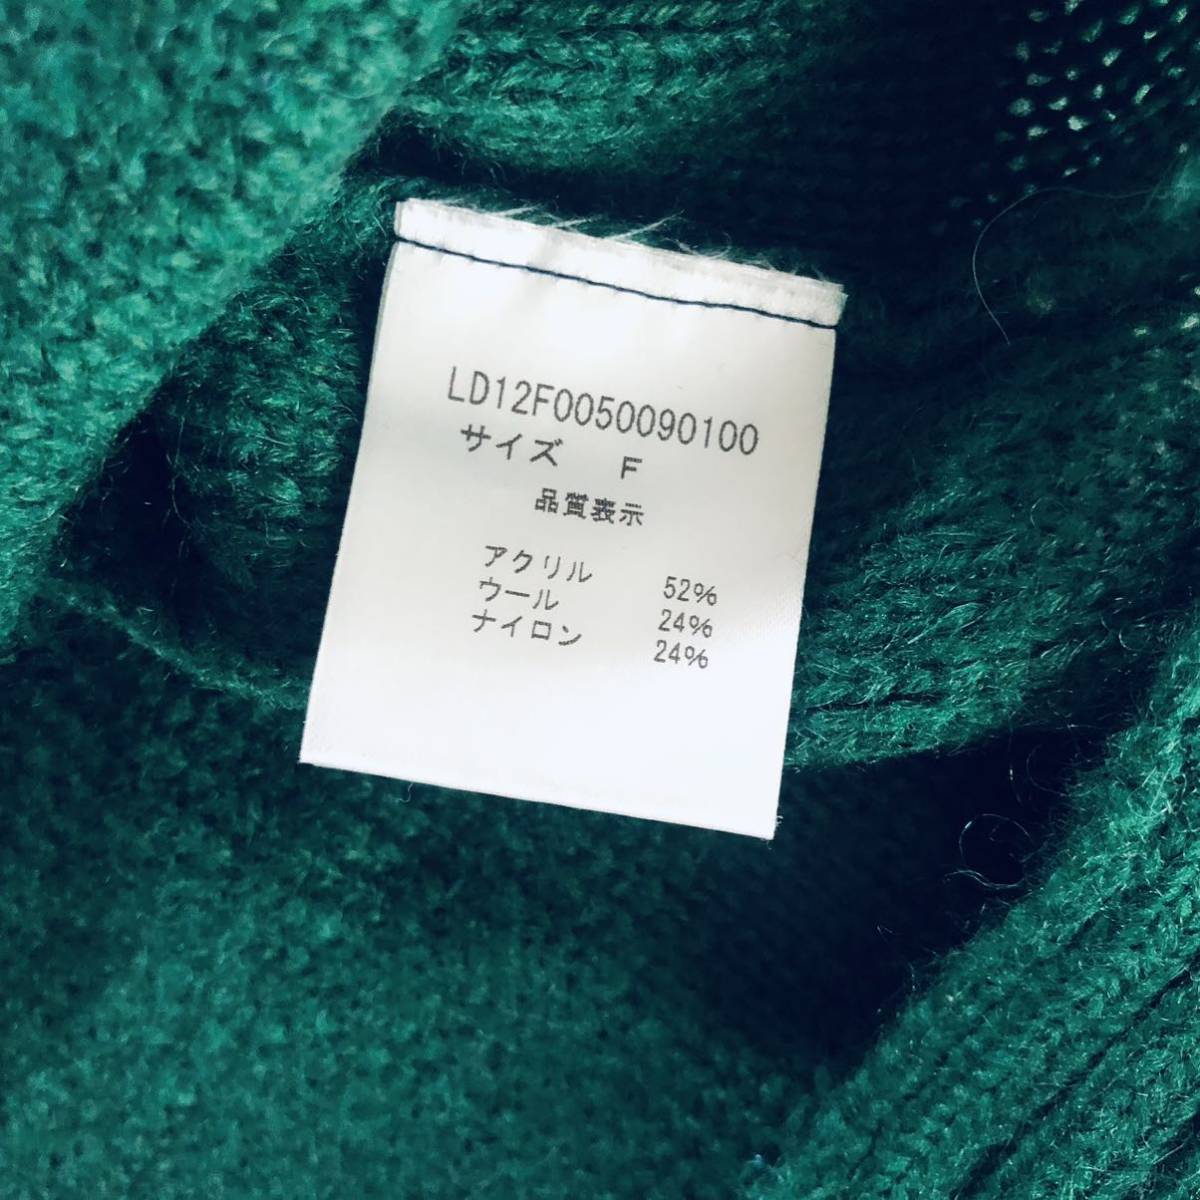 LD12F0050090100
サイズ F
品質表示
アクリル 52%
ウール 24%
ナイロン 24%